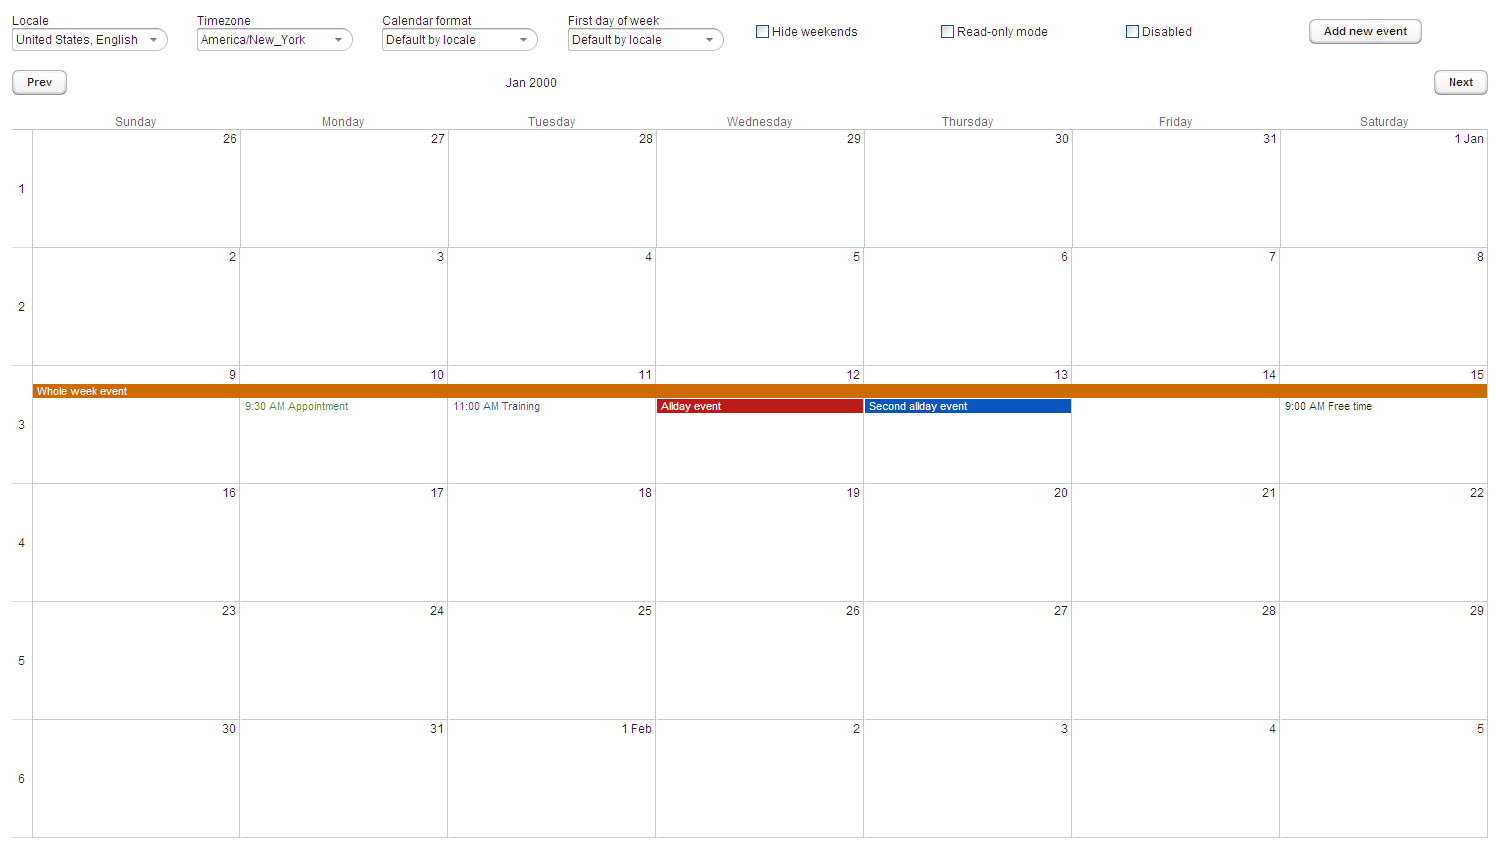 Locale Timezone Calendar format First day of week
United States, English America/New_York Default by locale Default by locale Hide weekends Read-only mode Disabled Add new event
Prev Jan 2000 Next
Sunday Monday Tuesday Wednesday Thursday Friday Saturday
26 27 28 29 30 31 1 Jan
1
2 3 4 5 6 7 8
2
9 10 11 12 13 14 15
Whole week event
9:30 AM Appointment 11:00 AM Training Allday event Second allday event 9:00 AM Free time
3
16 17 18 19 20 21 22
4
23 24 25 26 27 28 29
5
30 31 1 Feb 2 3 4 5
6